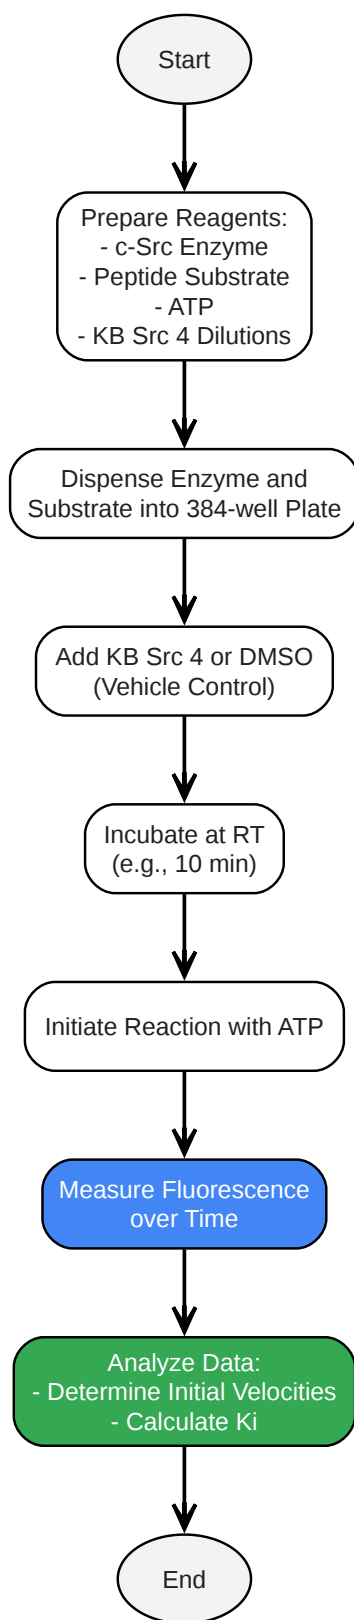 Start
Prepare Reagents:
- c-Src Enzyme
- Peptide Substrate
- ATP
- KB Src 4 Dilutions
Dispense Enzyme and
Substrate into 384-well Plate
Add KB Src 4 or DMSO
(Vehicle Control)
Incubate at RT
(e.g., 10 min)
Initiate Reaction with ATP
Measure Fluorescence
over Time
Analyze Data:
- Determine Initial Velocities
- Calculate Ki
End